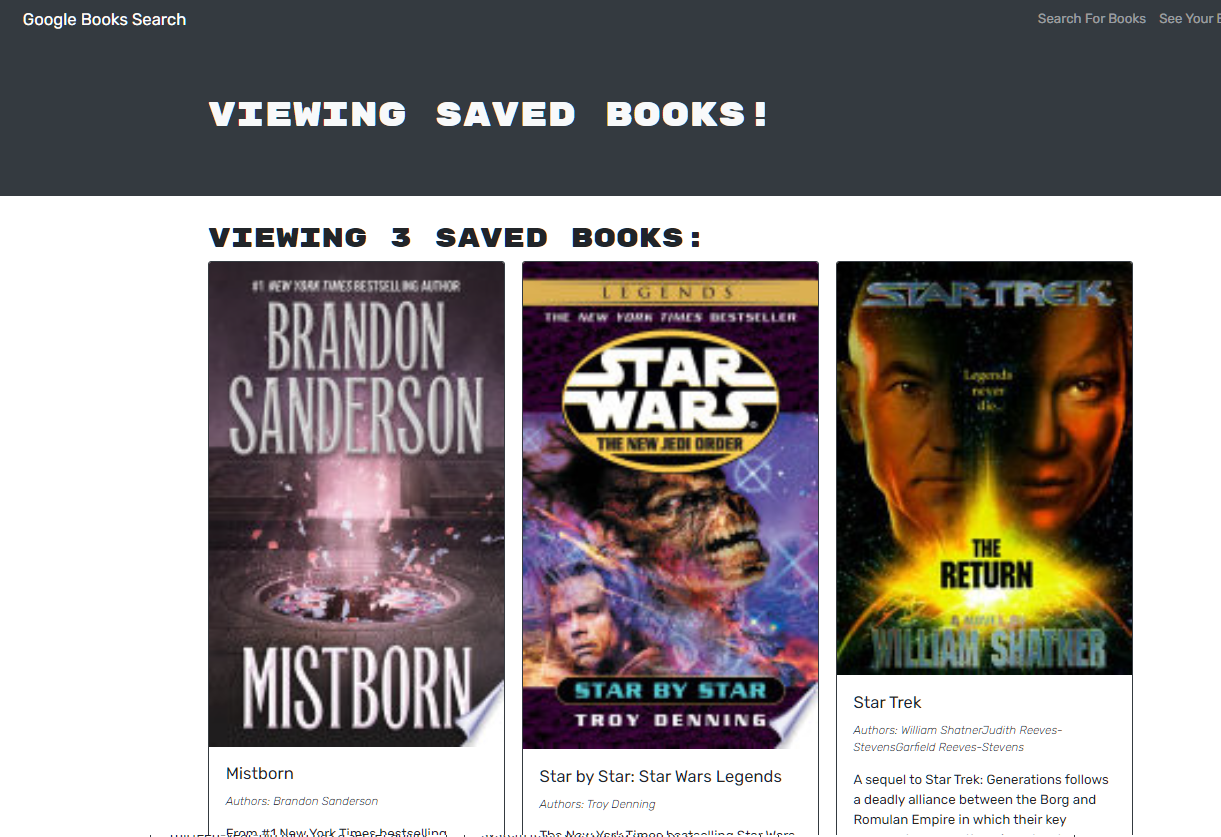 Google Books Search
Search For Books See Your
VIEWING SAVED BOOKS!
VIEWING 3 SAVED BOOKS:
#1 NEW YORK TIMES BESTSELLING AUTHOR
BRANDON
SANDERSON
MISTBORN
Mistborn
Authors: Brandon Sanderson
From #1 New York Times bestselling
LEGENDS
THE NEW YORK TIMES BESTSELLER
STAR
WARS
THE NEW JEDI ORDER
STAR BY STAR
TROY DENNING
Star by Star: Star Wars Legends
Authors: Troy Denning
The New York Times bestselling Star Wars
STAR TREK
Legends
never
die...
THE
RETURN
A NOVEL BY
WILLIAM SHATNER
Star Trek
Authors: William ShatnerJudith Reeves-
StevensGarfield Reeves-Stevens
A sequel to Star Trek: Generations follows
a deadly alliance between the Borg and
Romulan Empire in which their key